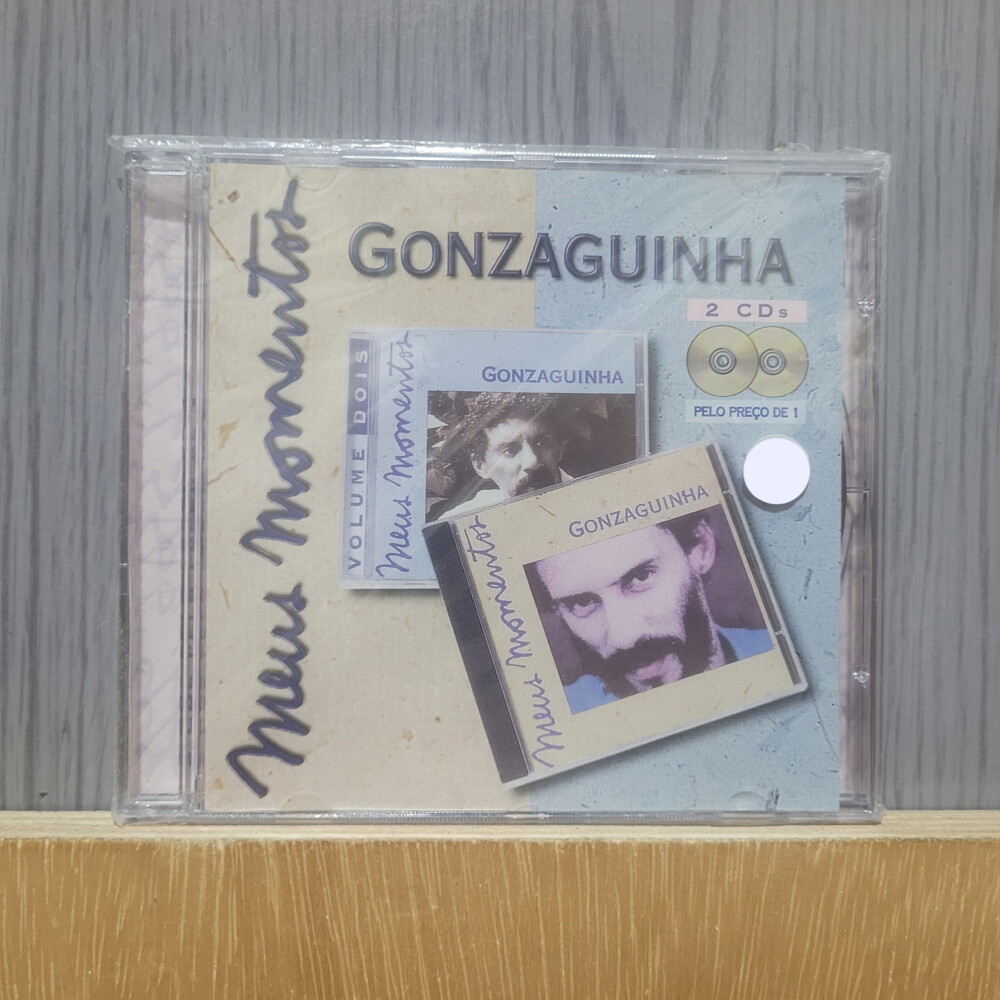 Meus Momentos
GONZAGUINHA
2 CDs
PELO PREÇO DE 1
VOLUME DOIS
Meus Momentos
GONZAGUINHA
Meus Momentos
GONZAGUINHA